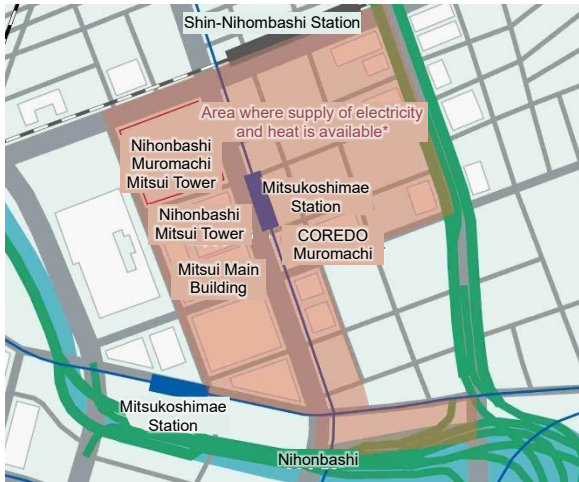 Shin-Nihombashi Station
Area where supply of electricity
and heat is available*
Nihonbashi
Muromachi
Mitsui Tower
Mitsukoshimae
Station
Nihonbashi
Mitsui Tower
COREDO
Muromachi
Mitsui Main
Building
Mitsukoshimae
Station
Nihonbashi